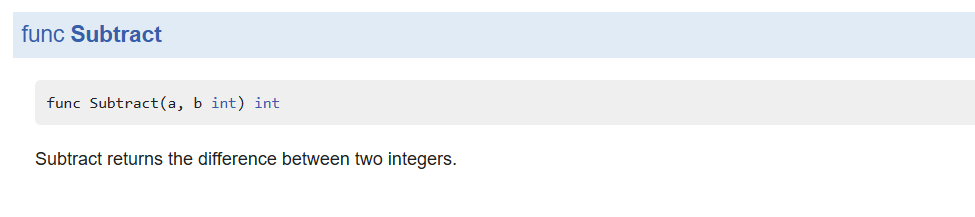 func Subtract
func Subtract(a, b int) int
Subtract returns the difference between two integers.